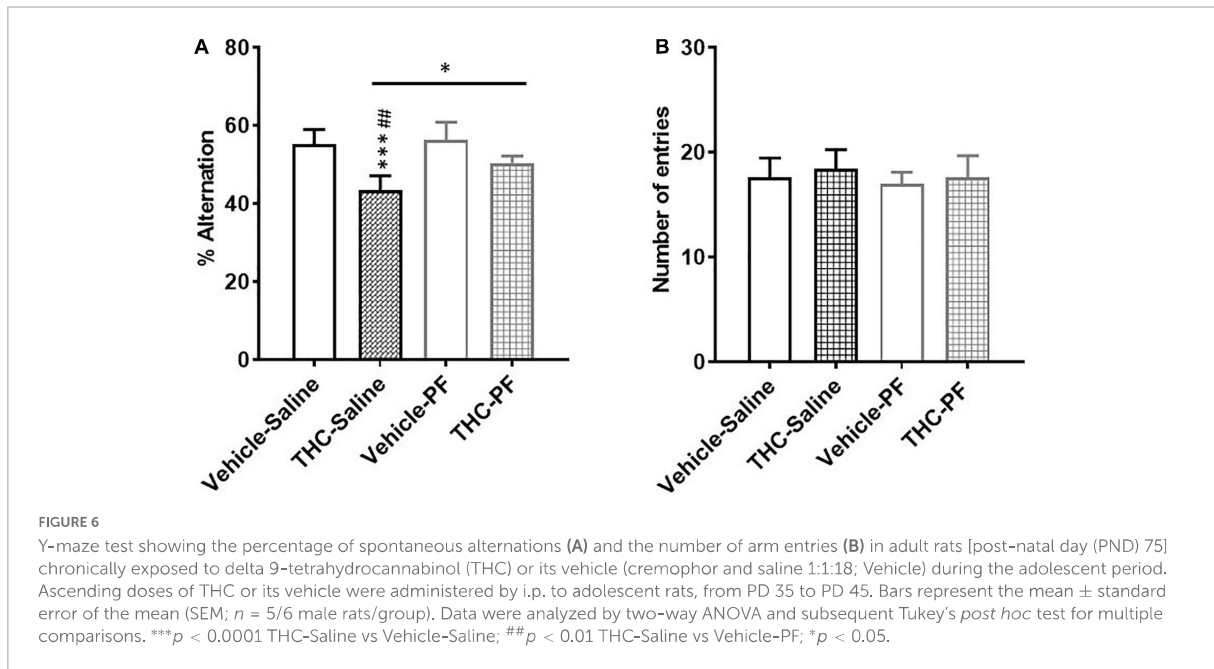 A
80
60
40
20
0
% Alternation
*
*** ##
Vehicle-Saline
THC-Saline
Vehicle-PF
THC-PF
B
30
20
10
0
Number of entries
Vehicle-Saline
THC-Saline
Vehicle-PF
THC-PF
FIGURE 6
Y-maze test showing the percentage of spontaneous alternations (A) and the number of arm entries (B) in adult rats [post-natal day (PND) 75]
chronically exposed to delta 9-tetrahydrocannabinol (THC) or its vehicle (cremophor and saline 1:1:18; Vehicle) during the adolescent period.
Ascending doses of THC or its vehicle were administered by i.p. to adolescent rats, from PD 35 to PD 45. Bars represent the mean ± standard
error of the mean (SEM; n = 5/6 male rats/group). Data were analyzed by two-way ANOVA and subsequent Tukey's post hoc test for multiple
comparisons. ***p < 0.0001 THC-Saline vs Vehicle-Saline; ##p < 0.01 THC-Saline vs Vehicle-PF; *p < 0.05.